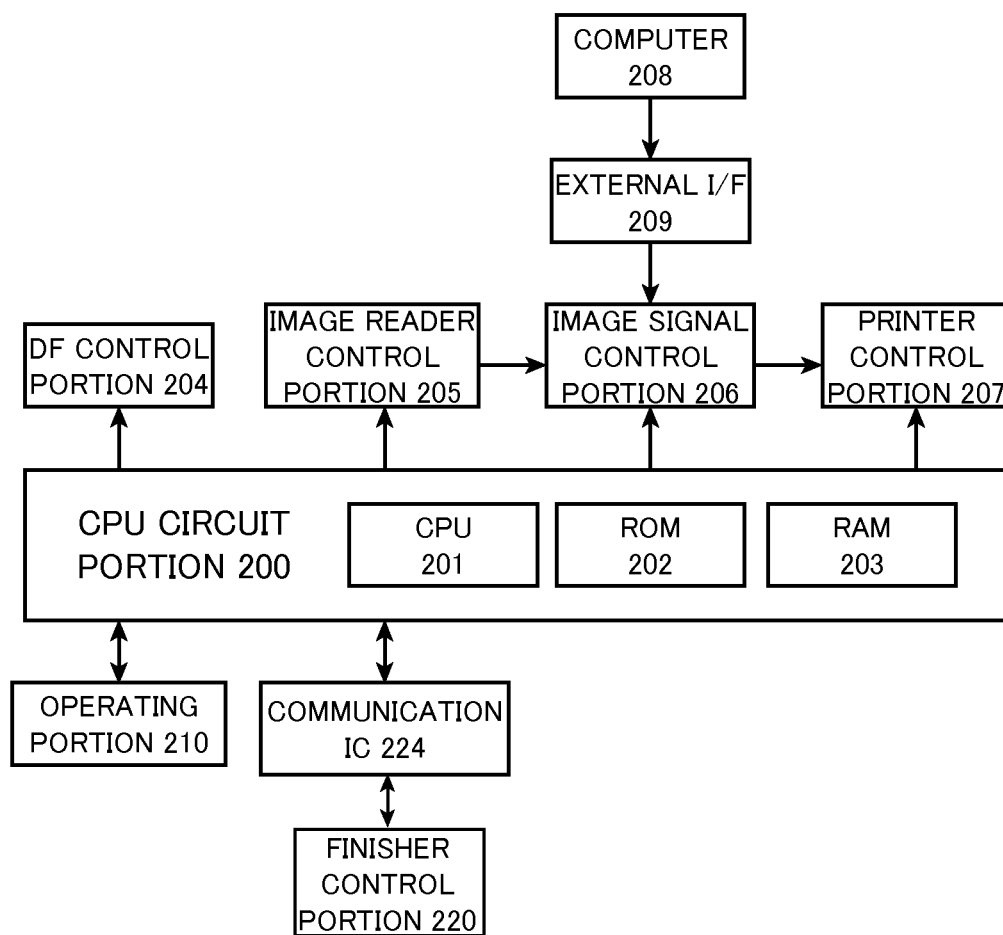 COMPUTER
208
EXTERNAL I/F
209
DF CONTROL
PORTION 204
IMAGE READER
CONTROL
PORTION 205
IMAGE SIGNAL
CONTROL
PORTION 206
PRINTER
CONTROL
PORTION 207
CPU CIRCUIT
PORTION 200
CPU
201
ROM
202
RAM
203
OPERATING
PORTION 210
COMMUNICATION
IC 224
FINISHER
CONTROL
PORTION 220